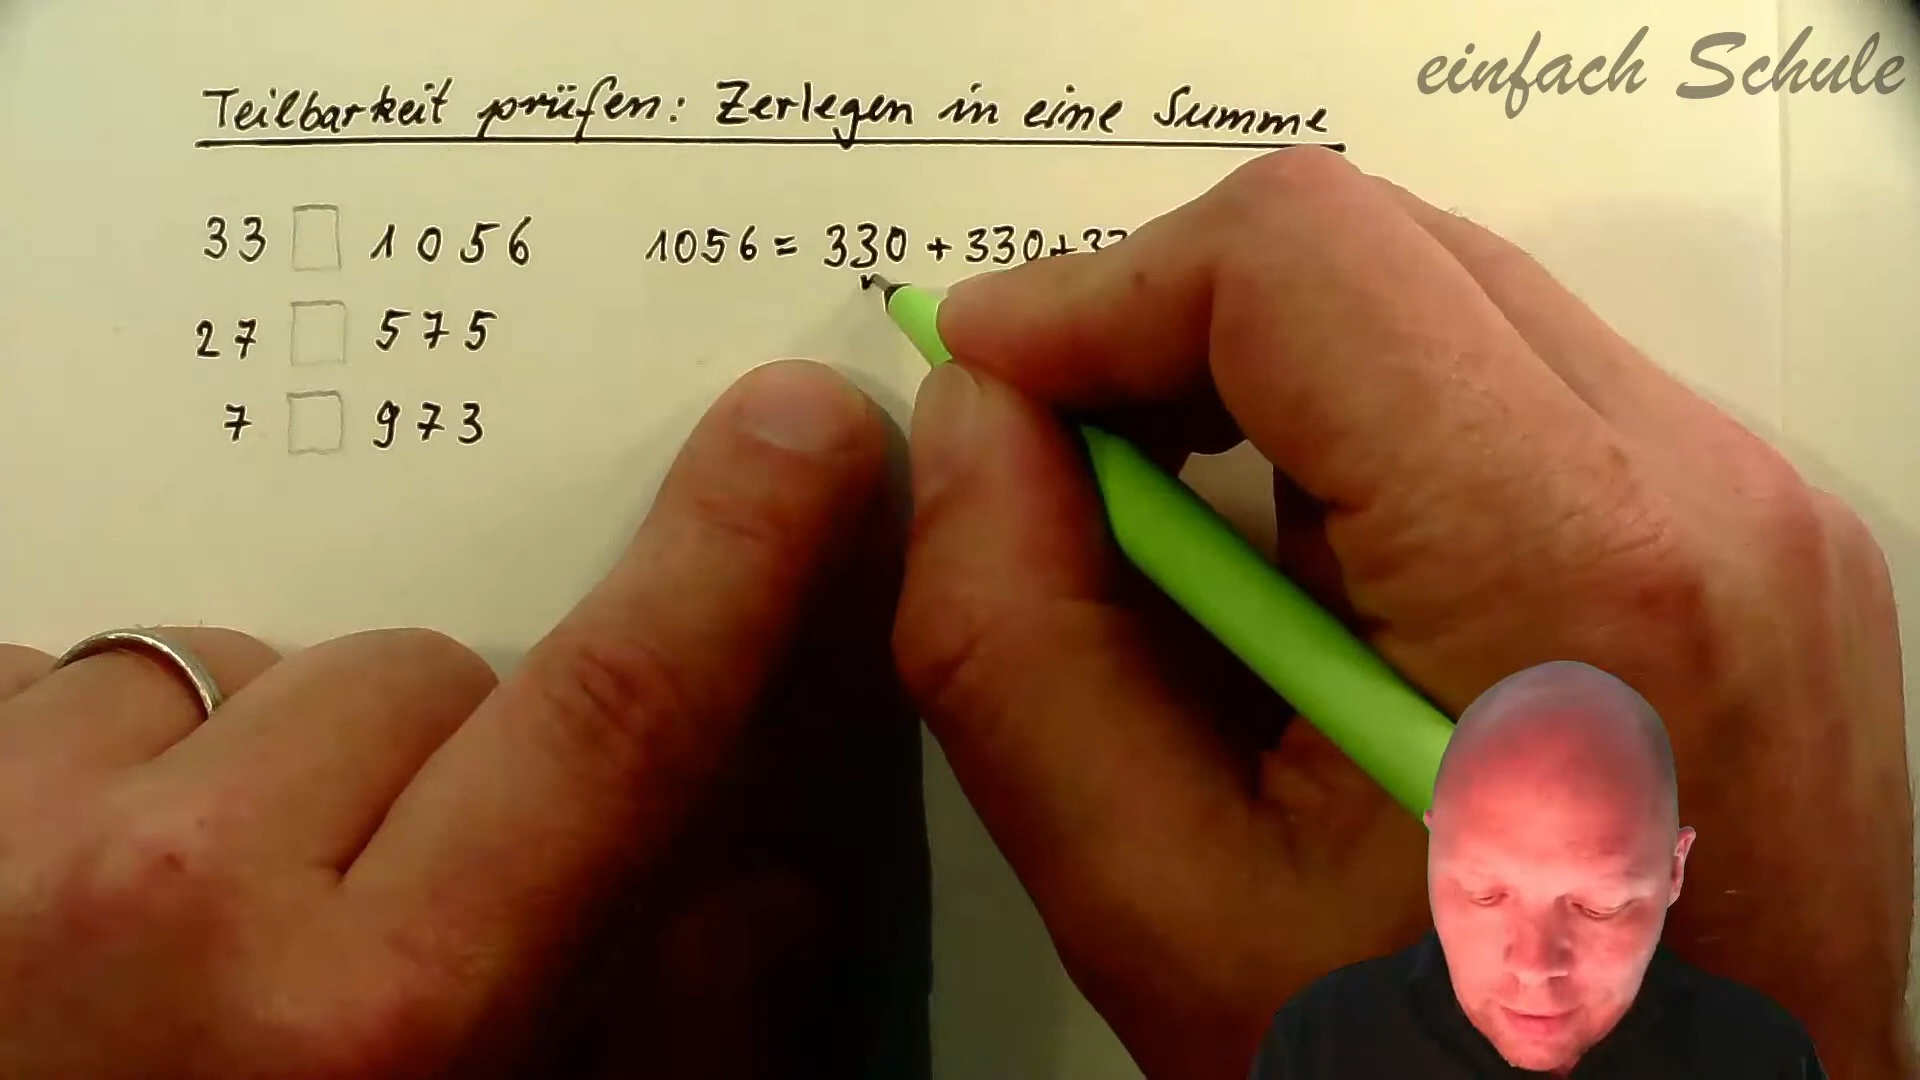 einfach Schule
Teilbarkeit prüfen: Zerlegen in eine Summe
33 1056 1056 = 330 + 330 +
27 575
7 973